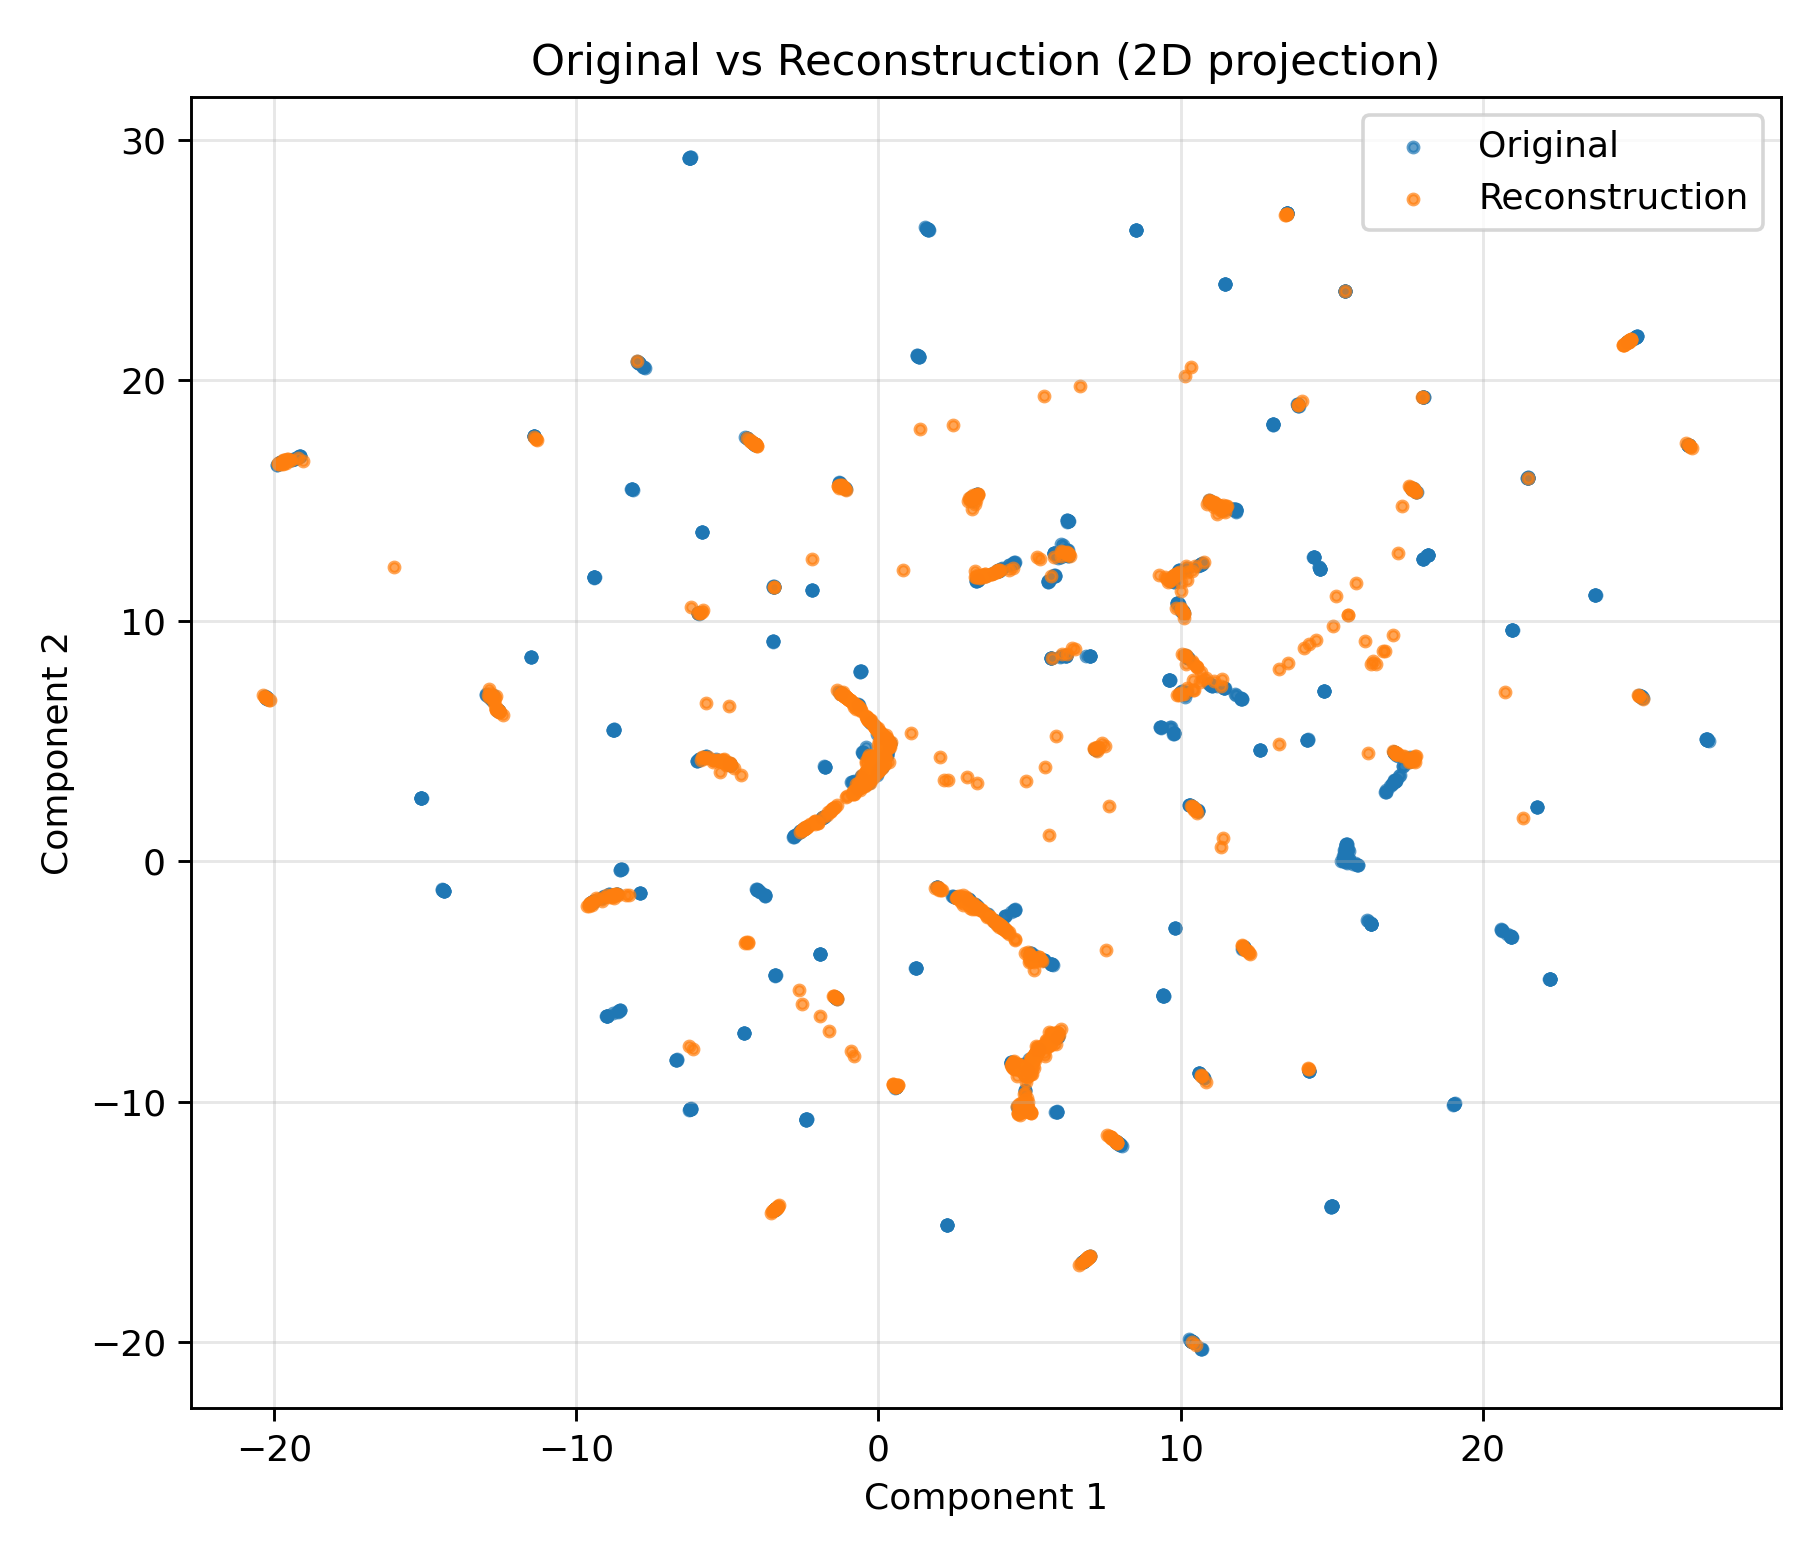 Original vs Reconstruction (2D projection)
Original
Reconstruction
30
20
10
0
−10
−20
Component 2
−20
−10
0
10
20
Component 1